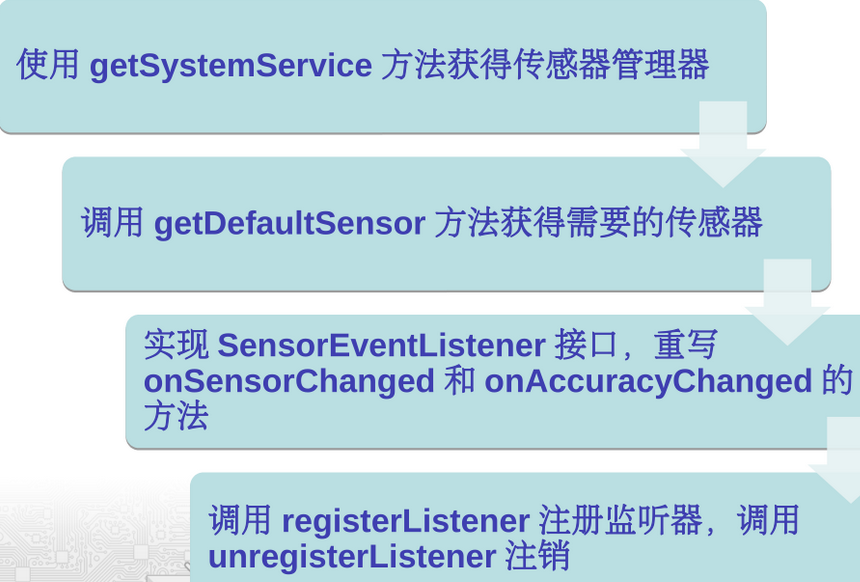 使用 getSystemService 方法获得传感器管理器
调用 getDefaultSensor 方法获得需要的传感器
实现 SensorEventListener 接口，重写
onSensorChanged 和 onAccuracyChanged 的
方法
调用 registerListener 注册监听器，调用
unregisterListener 注销